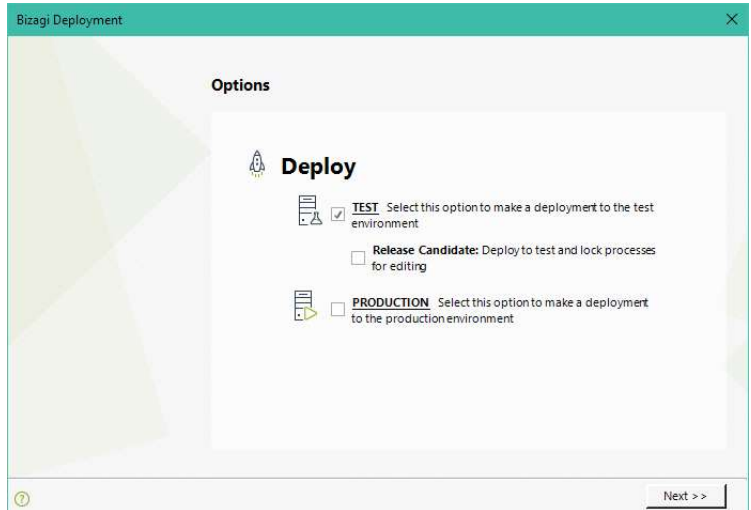 Bizagi Deployment
Options
Deploy
TEST Select this option to make a deployment to the test
environment
Release Candidate: Deploy to test and lock processes
for editing
PRODUCTION Select this option to make a deployment
to the production environment
Next >>